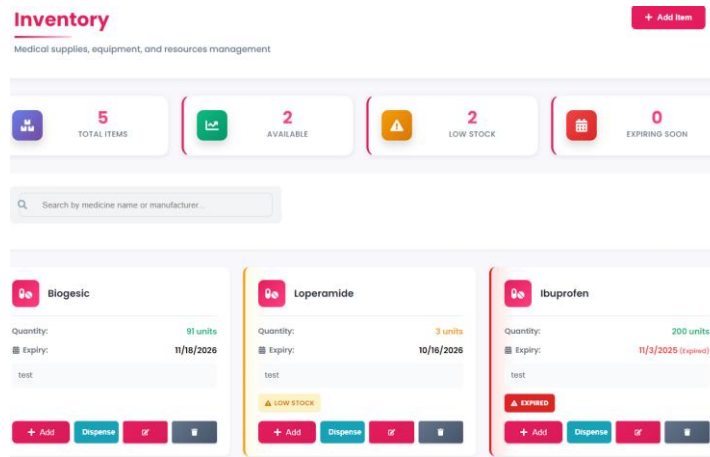 Inventory
+ Add Item
Medical supplies, equipment, and resources management
5
TOTAL ITEMS
2
AVAILABLE
2
LOW STOCK
0
EXPIRING SOON
Search by medicine name or manufacturer...
Biogesic
Quantity: 91 units
Expiry: 11/18/2026
test
+ Add Dispense
Loperamide
Quantity: 3 units
Expiry: 10/16/2026
test
LOW STOCK
+ Add Dispense
Ibuprofen
Quantity: 200 units
Expiry: 11/3/2025 (Expired)
test
EXPIRED
+ Add Dispense